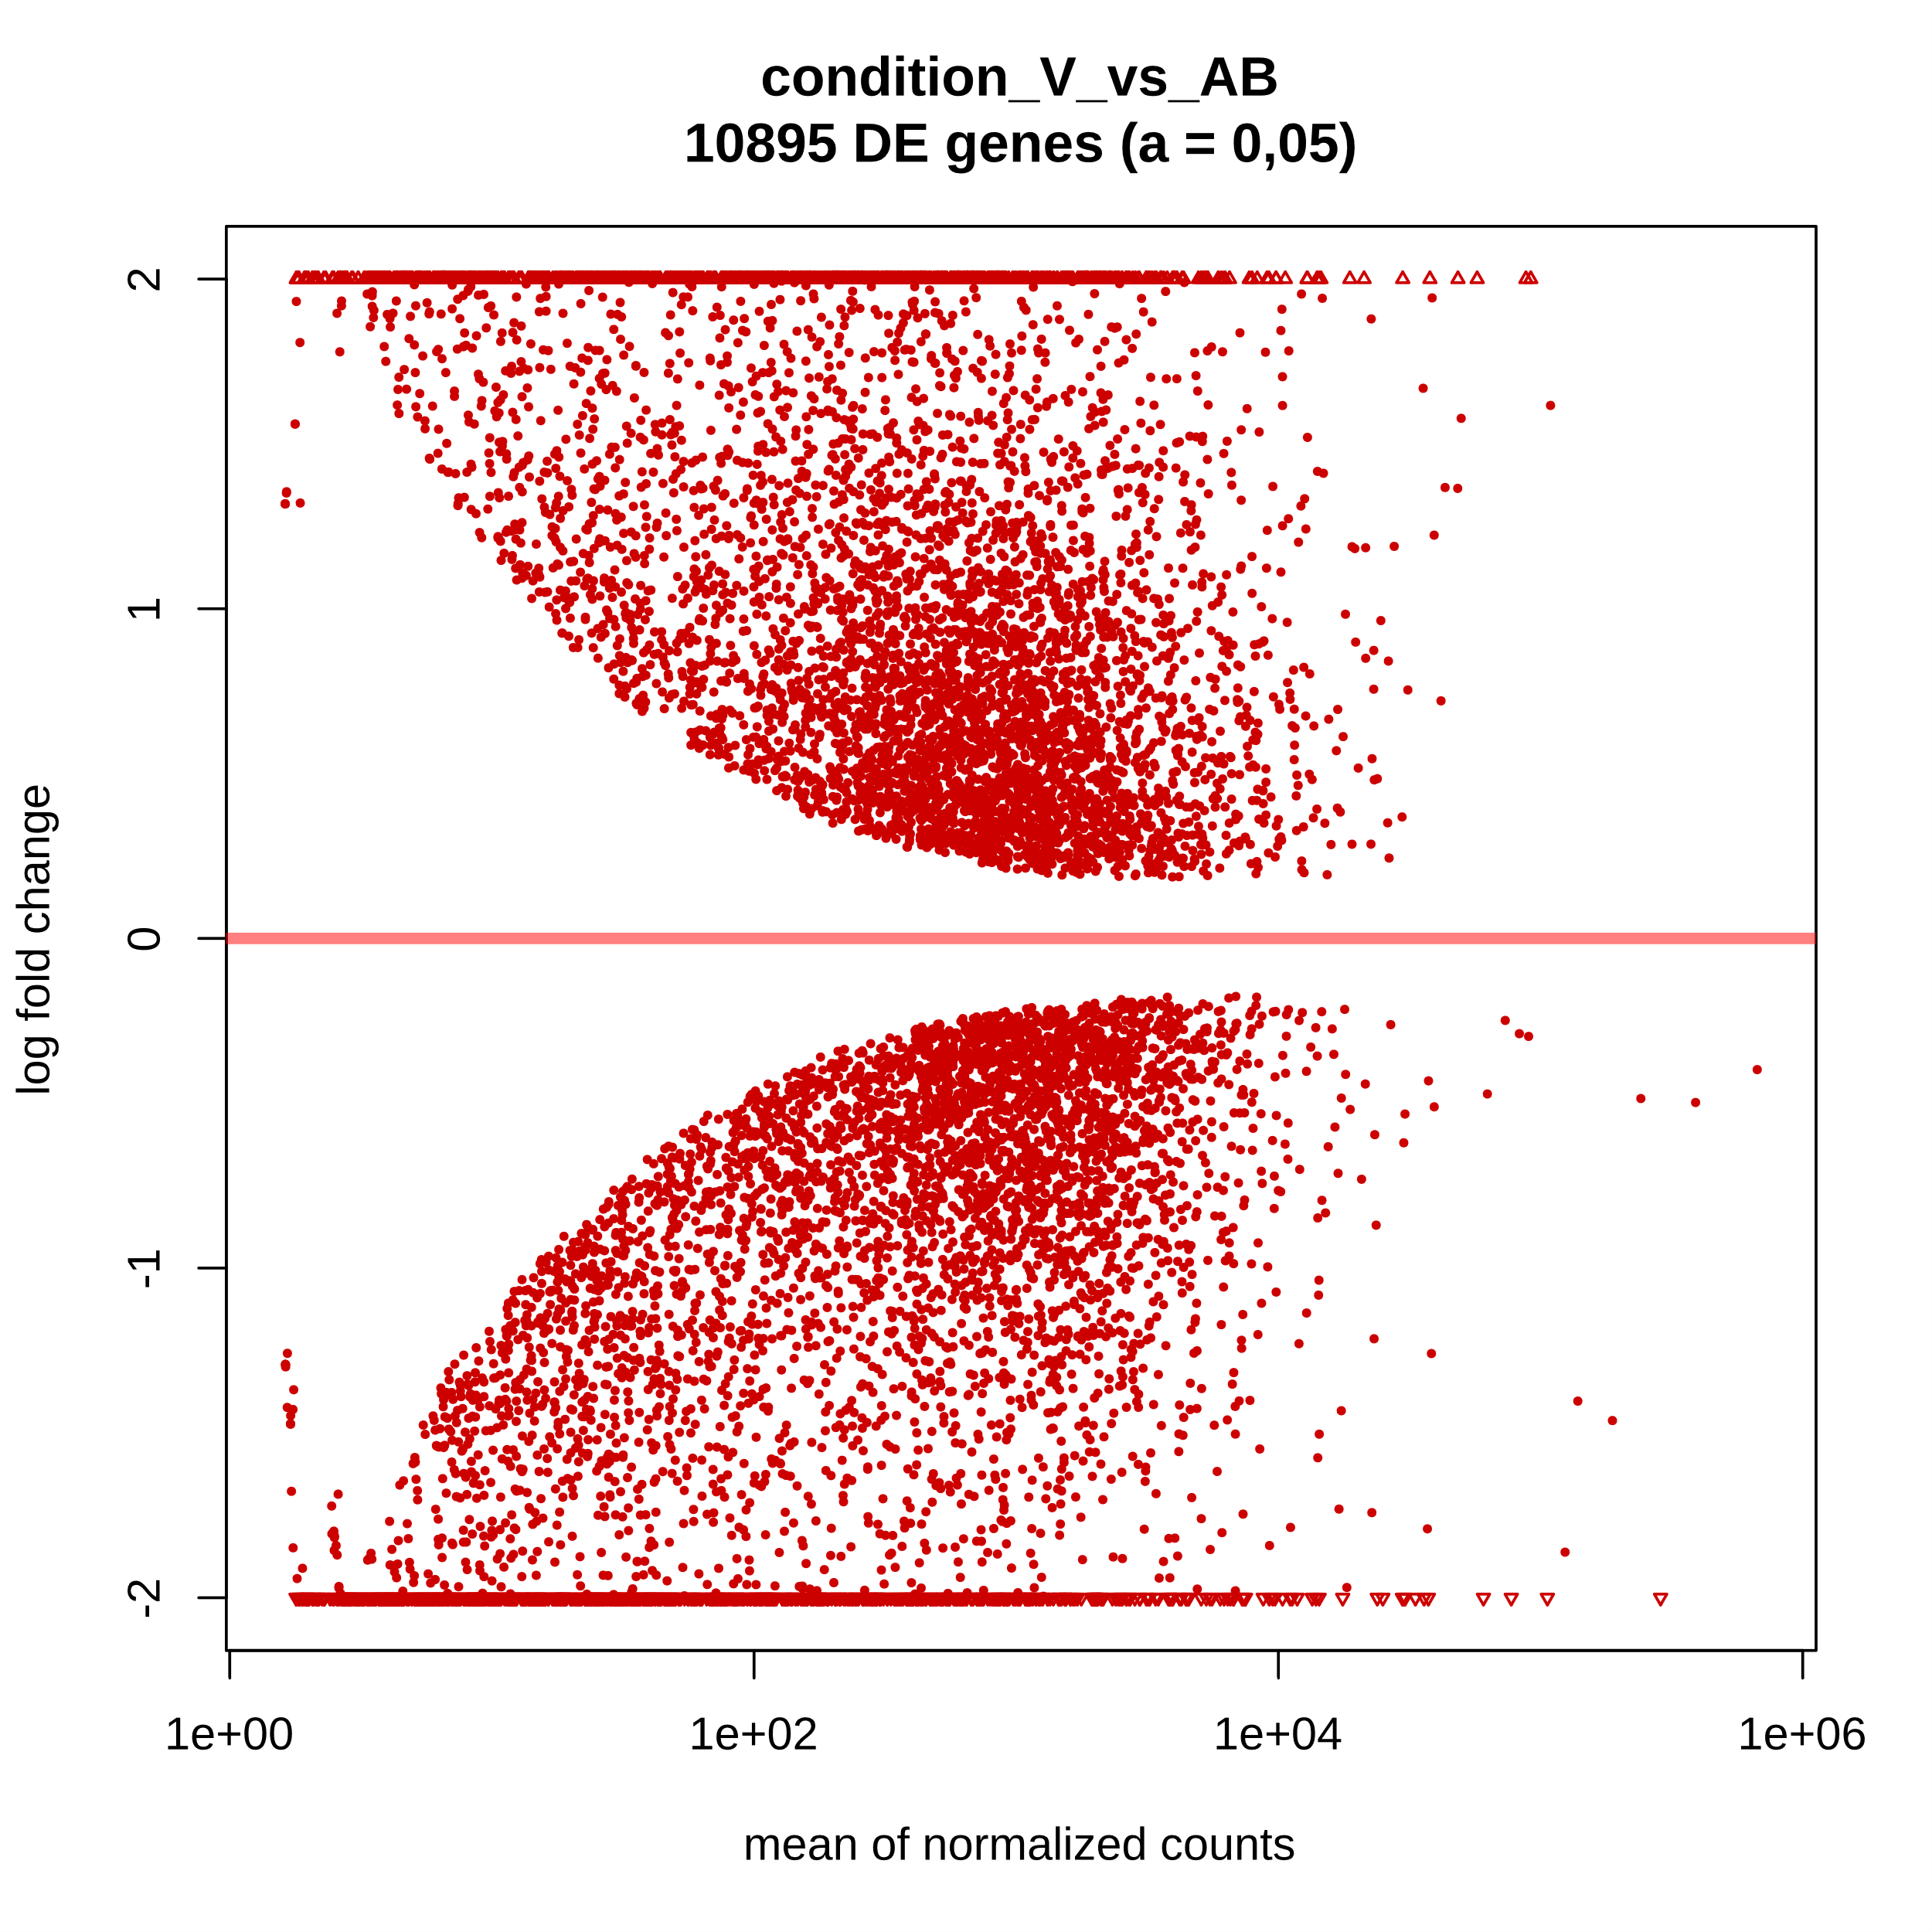 condition_V_vs_AB
10895 DE genes (a = 0,05)
2
1
0
-1
-2
log fold change
1e+00
1e+02
1e+04
1e+06
mean of normalized counts